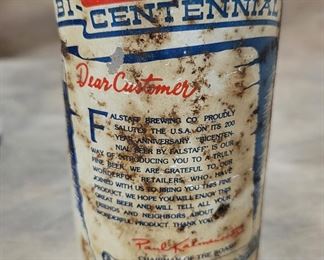 BI-CENTENNIAL
Dear Customer
FALSTAFF BREWING CO. PROUDLY
SALUTES THE U.S.A. ON ITS 200
YEAR ANNIVERSARY. "BICENTEN-
NIAL BEER BY FALSTAFF" IS OUR
WAY OF INTRODUCING YOU TO A TRULY
FINE BEER. WE ARE GRATEFUL TO OUR
WONDERFUL RETAILERS, WHO HAVE
JOINED WITH US TO BRING YOU THIS FINE
PRODUCT. WE HOPE YOU WILL ENJOY THIS
GREAT BEER AND WILL TELL ALL YOUR
FRIENDS AND NEIGHBORS ABOUT
WONDERFUL PRODUCT. THANK YOU
Paul Kalmanovitz
CHAIRMAN OF THE BOARD